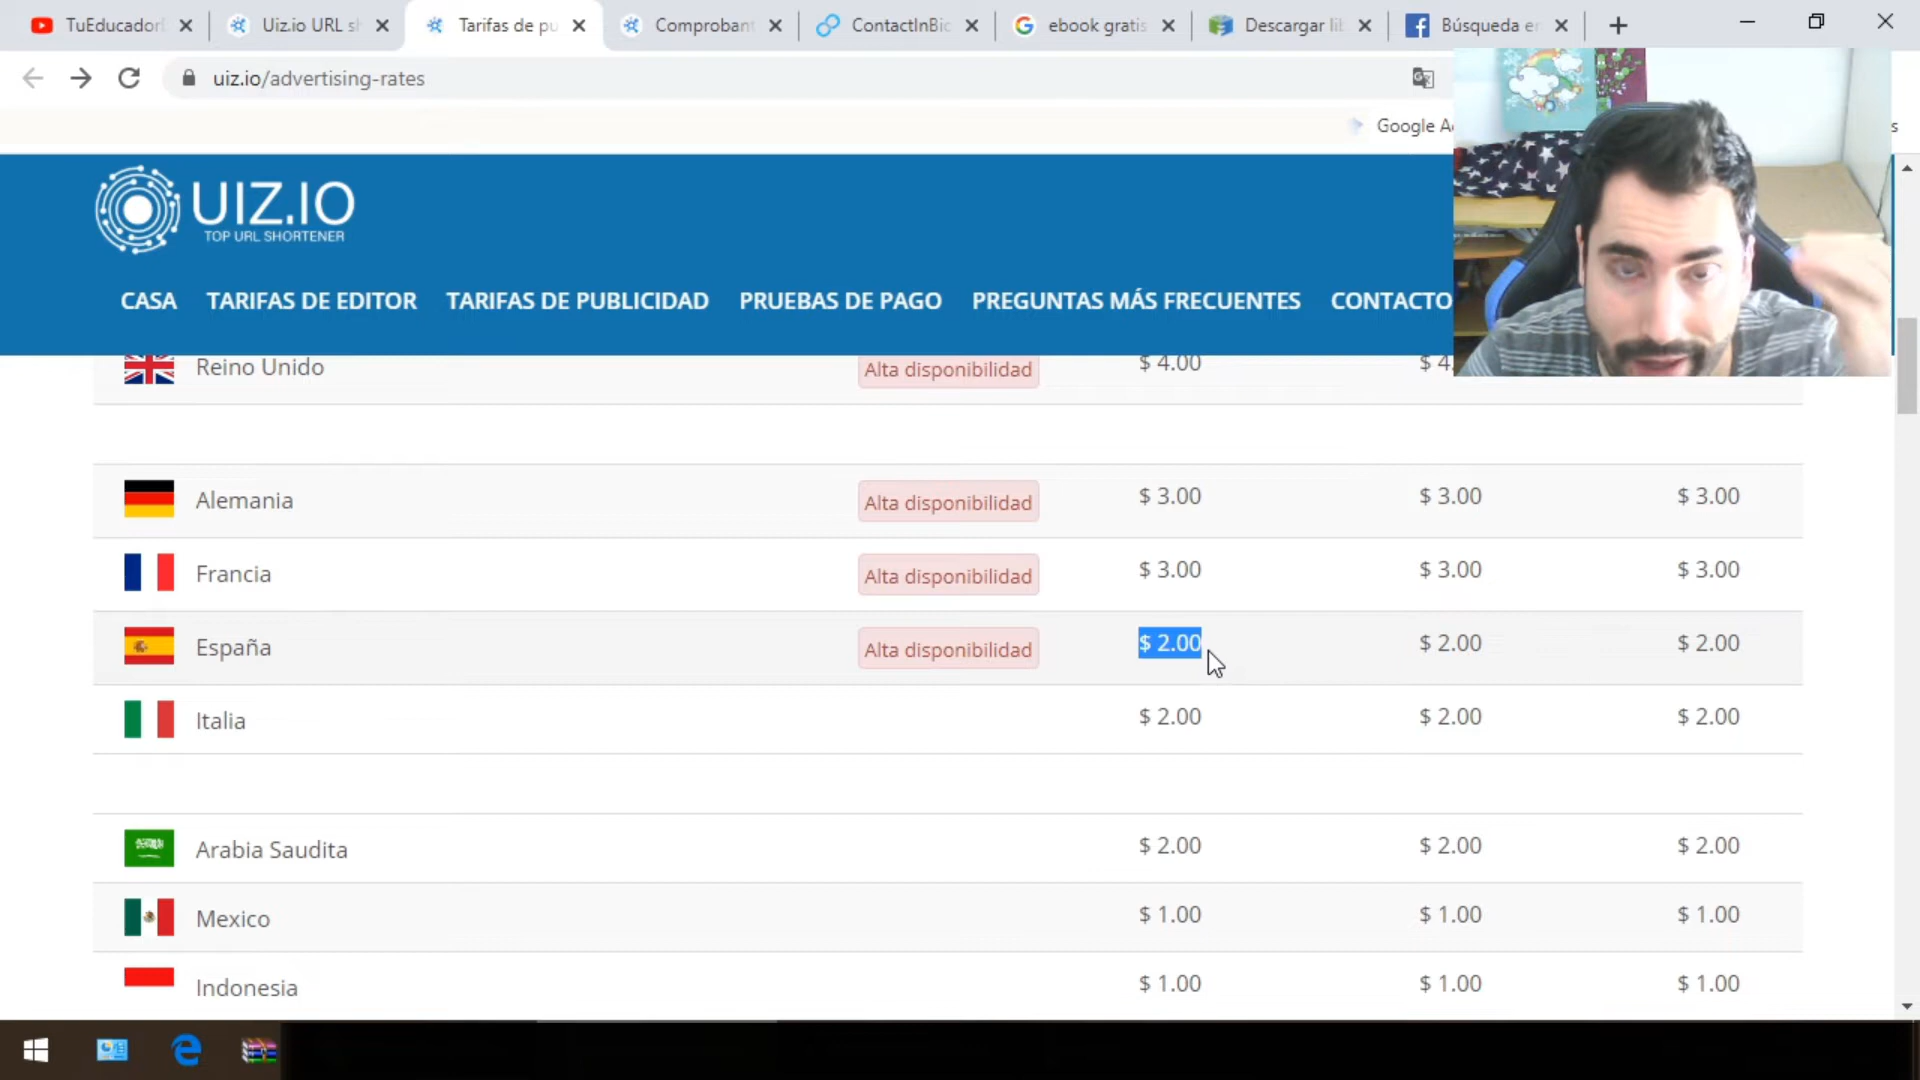 TuEducador
Uiz.io URL sh
Tarifas de pu
Comproban
ContactInBio
ebook gratis
Descargar li
Búsqueda e
uiz.io/advertising-rates
Google A
s
UIZ.IO
TOP URL SHORTENER
CASA TARIFAS DE EDITOR TARIFAS DE PUBLICIDAD PRUEBAS DE PAGO PREGUNTAS MÁS FRECUENTES CONTACTO
Reino Unido Alta disponibilidad $ 4.00 $ 4.
Alemania Alta disponibilidad $ 3.00 $ 3.00 $ 3.00
Francia Alta disponibilidad $ 3.00 $ 3.00 $ 3.00
España Alta disponibilidad $ 2.00 $ 2.00 $ 2.00
Italia $ 2.00 $ 2.00 $ 2.00
Arabia Saudita $ 2.00 $ 2.00 $ 2.00
Mexico $ 1.00 $ 1.00 $ 1.00
Indonesia $ 1.00 $ 1.00 $ 1.00